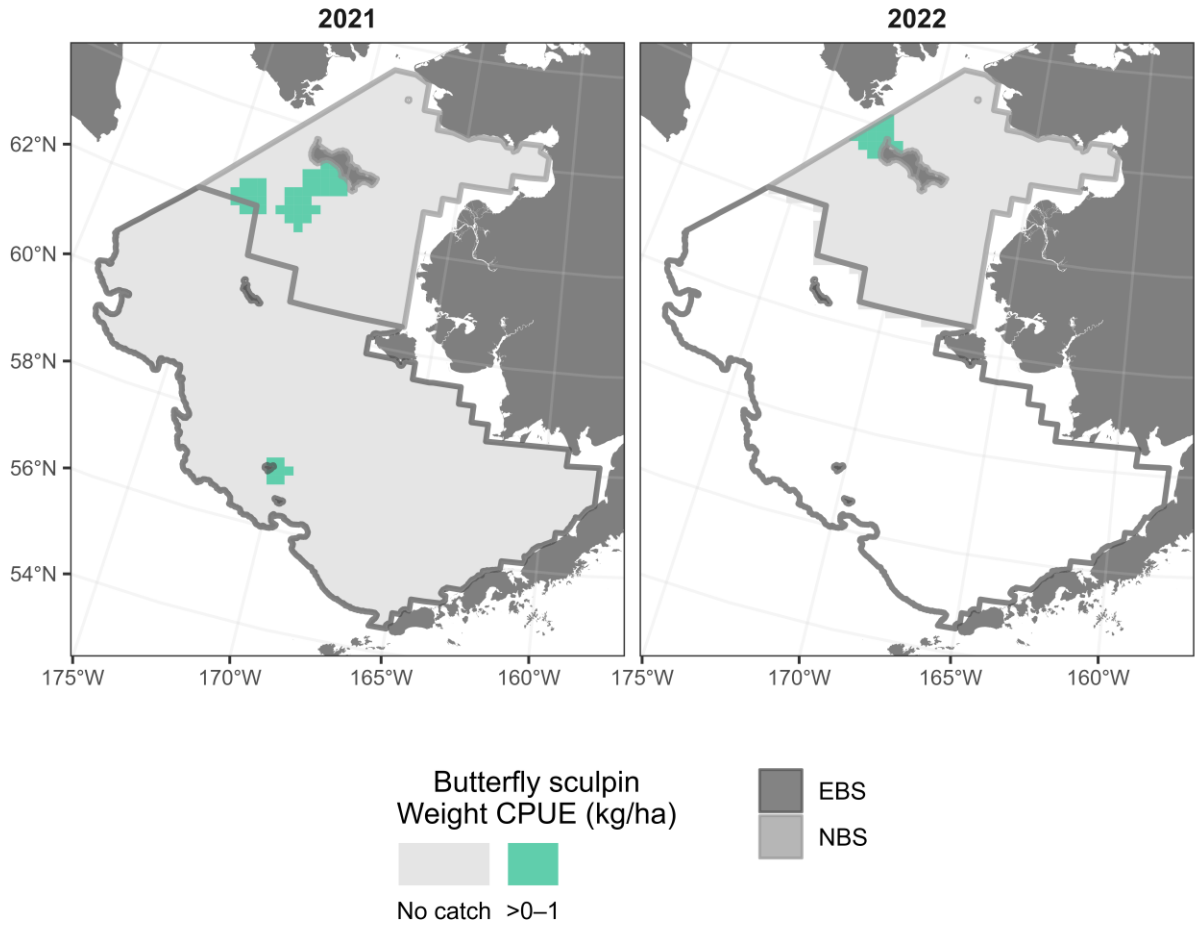 2021
2022
62°N
60°N
58°N
56°N
54°N
175°W
170°W
165°W
160°W
175°W
170°W
165°W
160°W
Butterfly sculpin
Weight CPUE (kg/ha)
No catch
>0–1
EBS
NBS